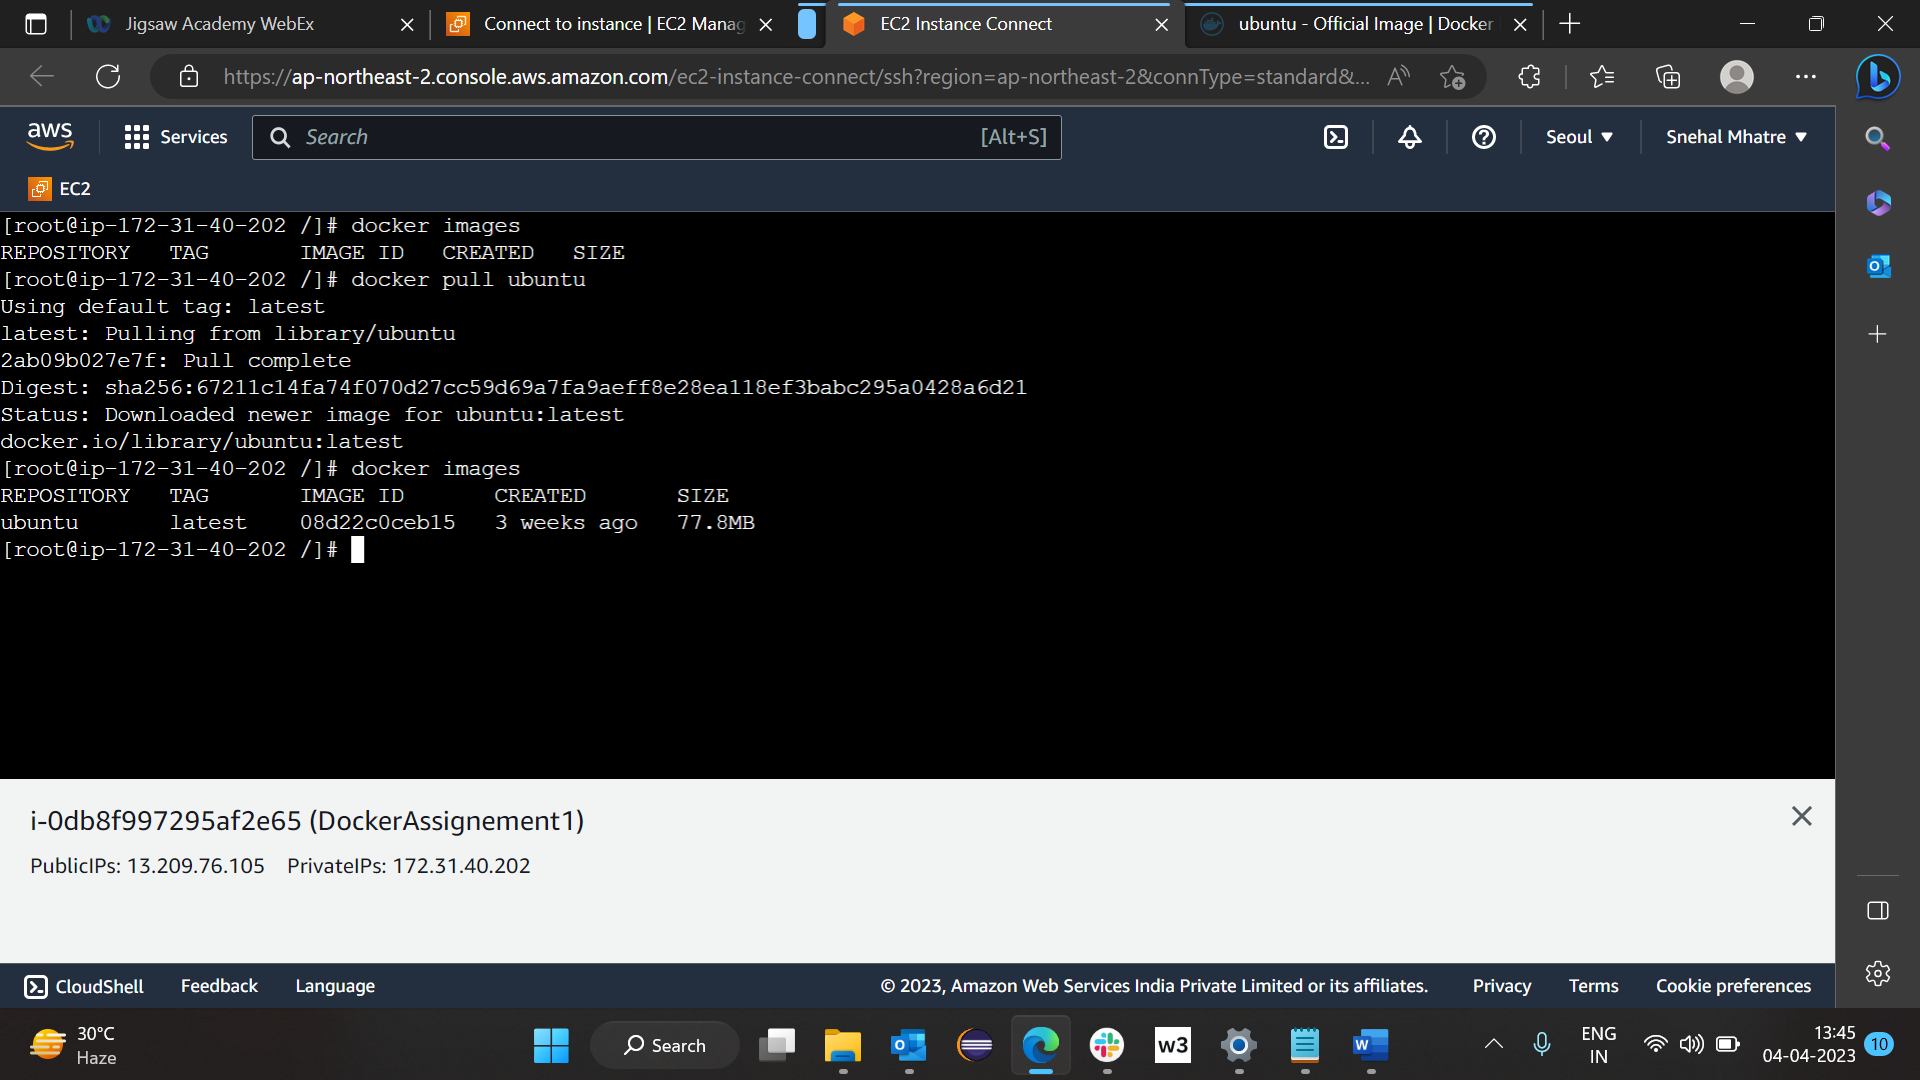 Jigsaw Academy WebEx
Connect to instance | EC2 Manag
EC2 Instance Connect
ubuntu - Official Image | Docker
https://ap-northeast-2.console.aws.amazon.com/ec2-instance-connect/ssh?region=ap-northeast-2&connType=standard&...
aws
Services
Search
[Alt+S]
Seoul
Snehal Mhatre
EC2
[root@ip-172-31-40-202 /]# docker images
REPOSITORY   TAG       IMAGE ID   CREATED   SIZE
[root@ip-172-31-40-202 /]# docker pull ubuntu
Using default tag: latest
latest: Pulling from library/ubuntu
2ab09b027e7f: Pull complete
Digest: sha256:67211c14fa74f070d27cc59d69a7fa9aeff8e28ea118ef3babc295a0428a6d21
Status: Downloaded newer image for ubuntu:latest
docker.io/library/ubuntu:latest
[root@ip-172-31-40-202 /]# docker images
REPOSITORY   TAG       IMAGE ID       CREATED       SIZE
ubuntu       latest    08d22c0ceb15   3 weeks ago   77.8MB
[root@ip-172-31-40-202 /]#
i-0db8f997295af2e65 (DockerAssignement1)
PublicIPs: 13.209.76.105   PrivateIPs: 172.31.40.202
CloudShell
Feedback
Language
© 2023, Amazon Web Services India Private Limited or its affiliates.
Privacy
Terms
Cookie preferences
30°C
Haze
Search
w3
ENG
IN
13:45
04-04-2023
10